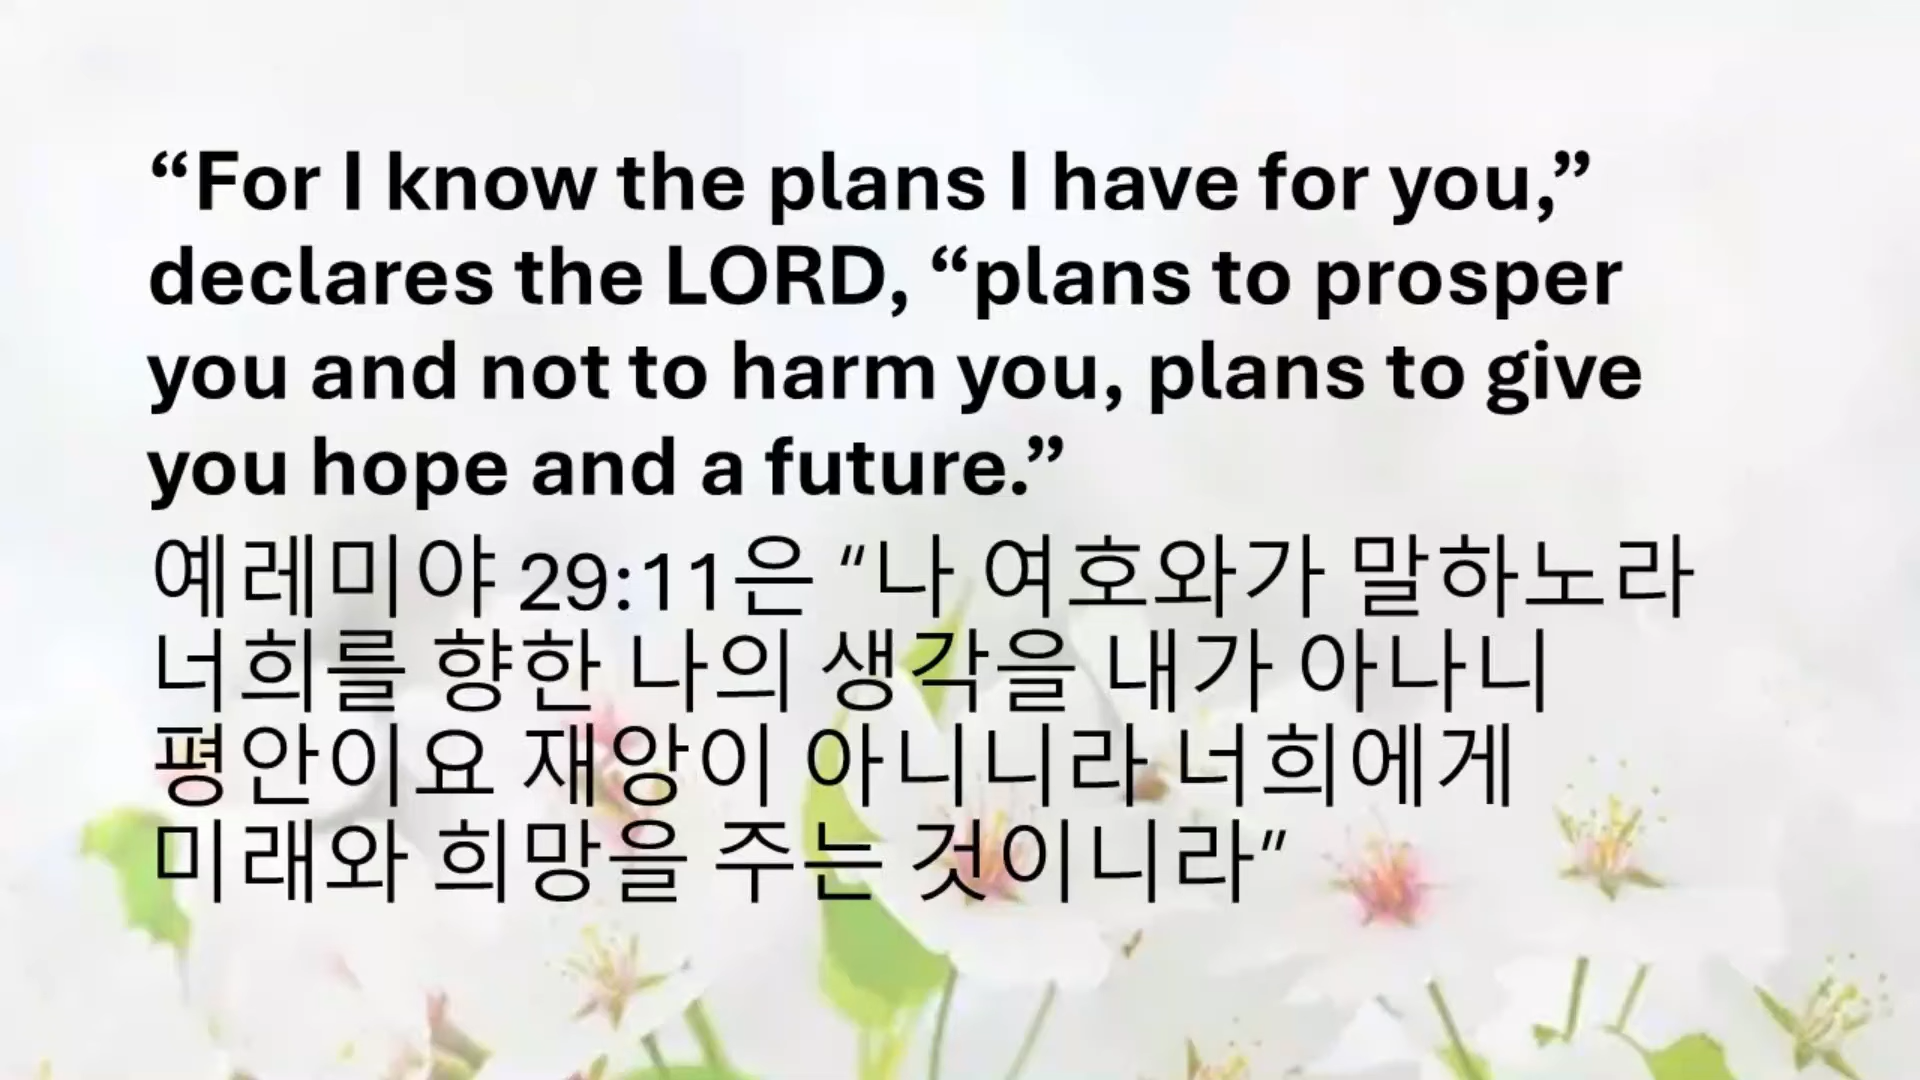 “For I know the plans I have for you,”
declares the LORD, “plans to prosper
you and not to harm you, plans to give
you hope and a future.”
예레미야 29:11은 “나 여호와가 말하노라
너희를 향한 나의 생각을 내가 아나니
평안이요 재앙이 아니니라 너희에게
미래와 희망을 주는 것이니라”